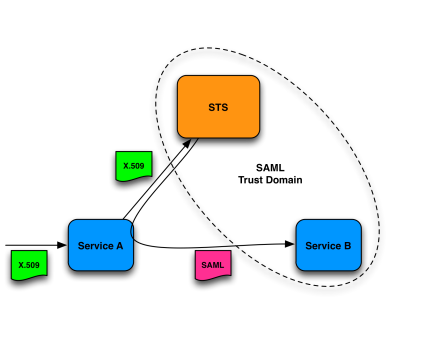 STS
X.509
SAML
Trust Domain
Service A
Service B
X.509
SAML